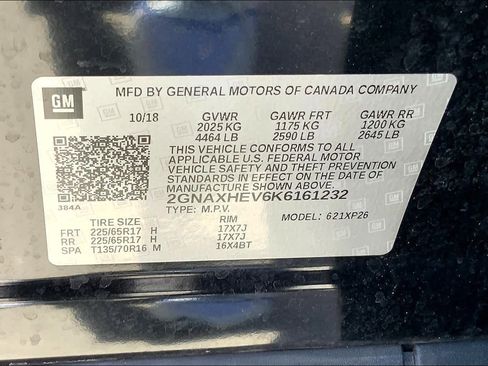 GM
MFD BY GENERAL MOTORS OF CANADA COMPANY
GM
10/18 GVWR GAWR FRT GAWR RR
2025 KG 1175 KG 1200 KG
4464 LB 2590 LB 2645 LB
THIS VEHICLE CONFORMS TO ALL
APPLICABLE U.S. FEDERAL MOTOR
VEHICLE SAFETY AND THEFT PREVENTION
STANDARDS IN EFFECT ON THE DATE OF
MANUFACTURE SHOWN ABOVE.
384A
2GNAXHEV6K6161232
TYPE: M.P.V. MODEL: 621XP26
TIRE SIZE RIM
FRT 225/65R17 H 17X7J
RR 225/65R17 H 17X7J
SPA T135/70R16 M 16X4BT